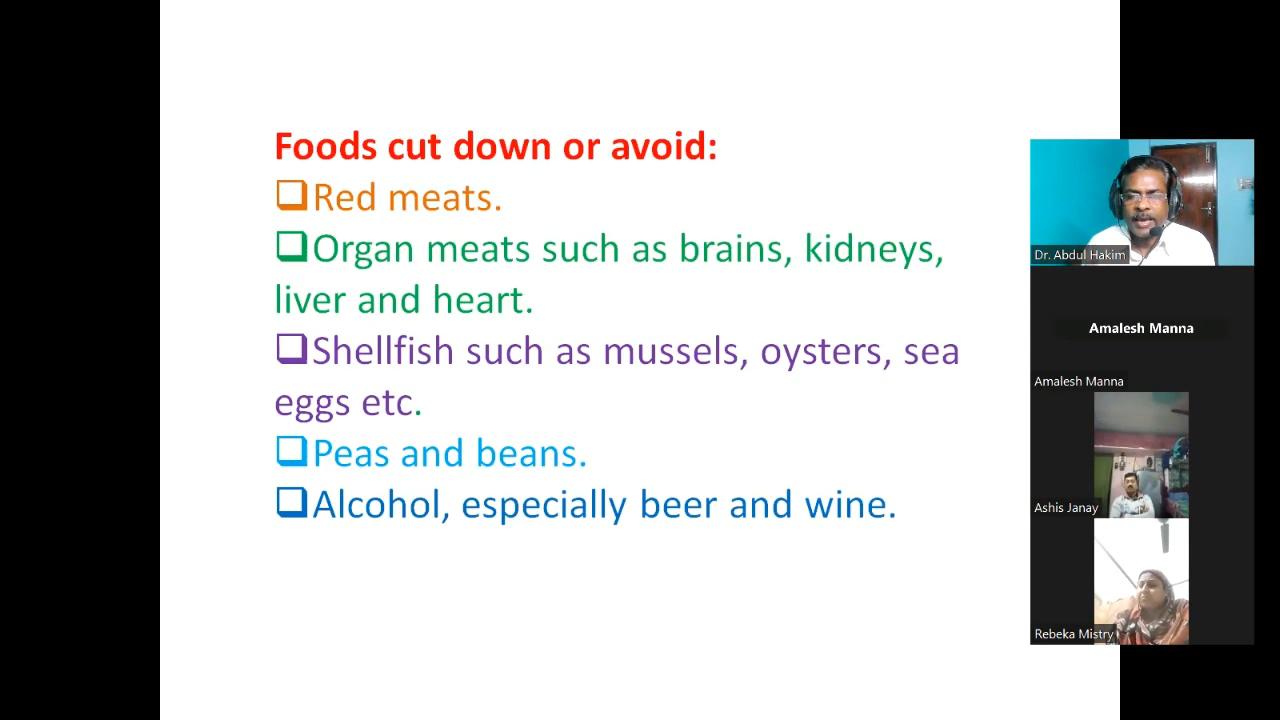 Foods cut down or avoid:
❑Red meats.
❑Organ meats such as brains, kidneys,
liver and heart.
❑Shellfish such as mussels, oysters, sea
eggs etc.
❑Peas and beans.
❑Alcohol, especially beer and wine.
Dr. Abdul Hakim
Amalesh Manna
Amalesh Manna
Ashis Janay
Rebeka Mistry